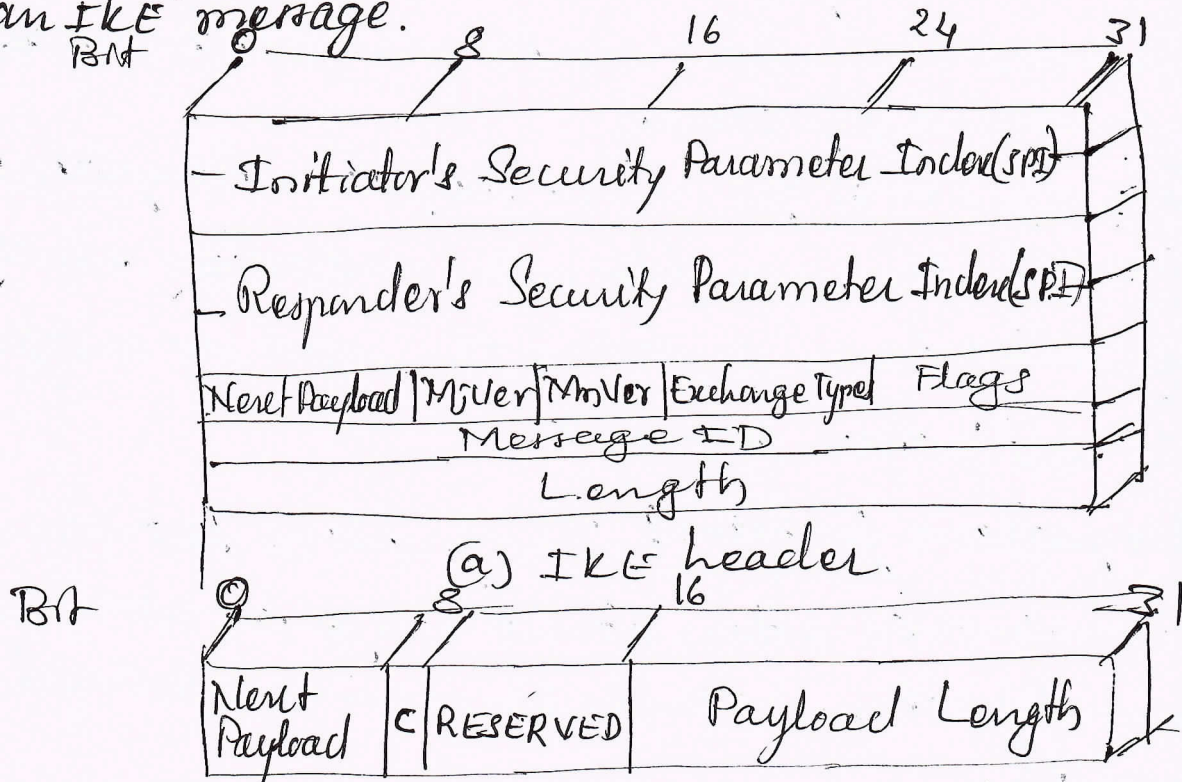 an IKE message.
Bit 0 8 16 24 31
Initiator's Security Parameter Index(SPI)
Responder's Security Parameter Index(SPI)
Next Payload MjVer MnVer Exchange Type Flags
Message ID
Length
(a) IKE header.
Bit 0 8 16 31
Next Payload C RESERVED Payload Length